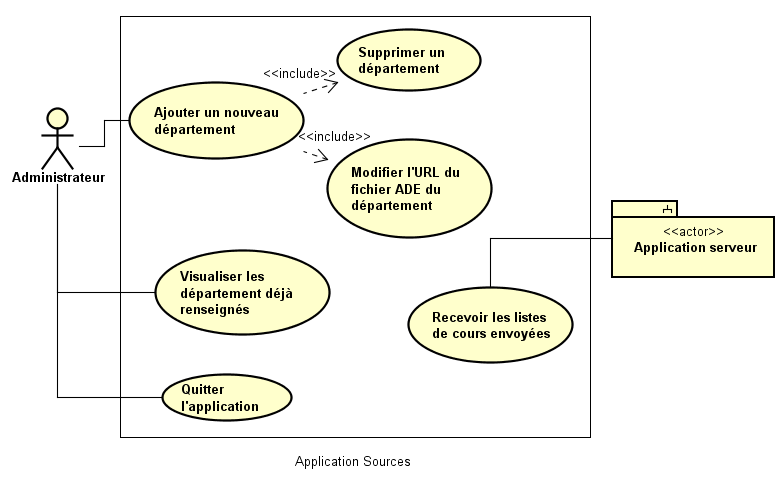 Supprimer un
département
<<include>>
Ajouter un nouveau
département
<<include>>
Administrateur
Modifier l'URL du
fichier ADE du
département
<<actor>>
Application serveur
Visualiser les
département déjà
renseignés
Recevoir les listes
de cours envoyées
Quitter
l'application
Application Sources